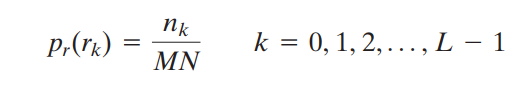 p_r(r_k) = n_k / MN    k = 0, 1, 2, . . . , L − 1